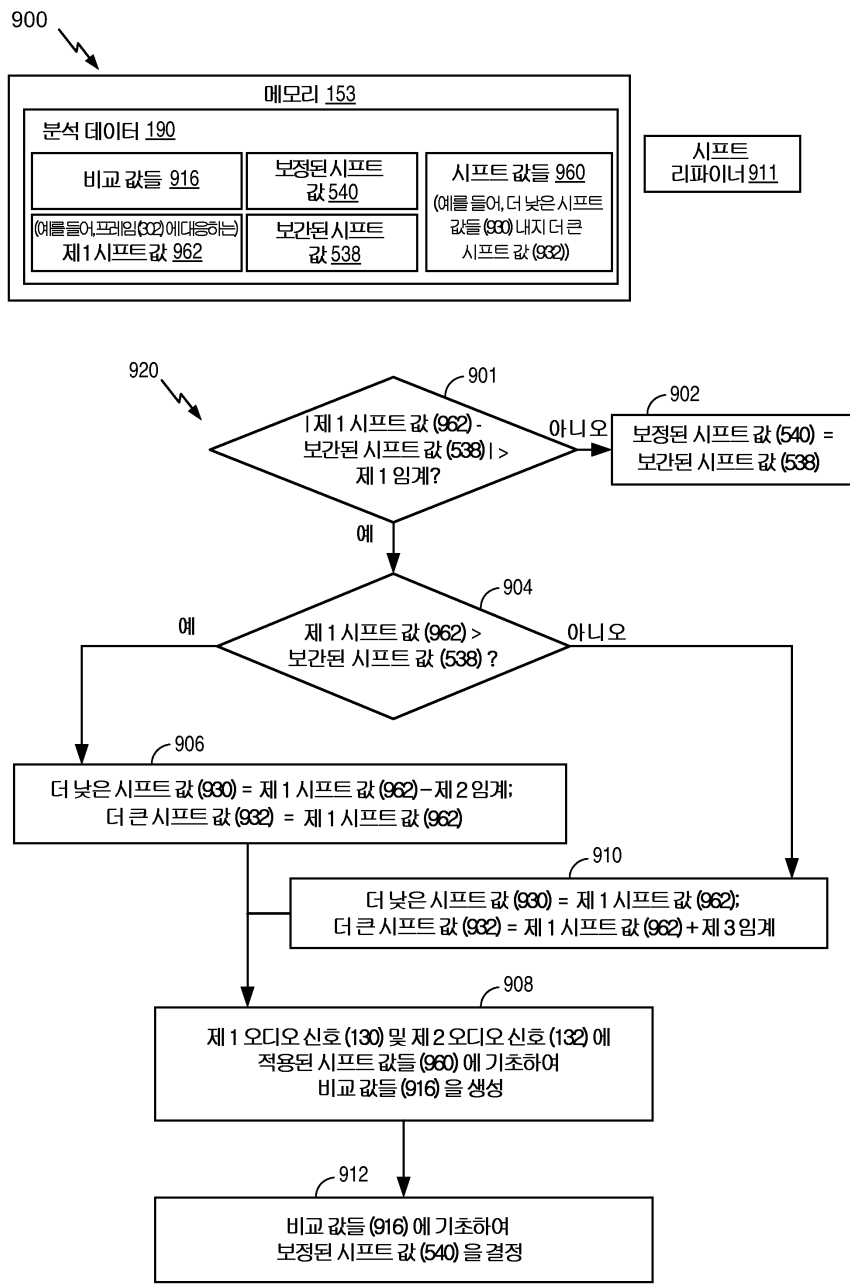 900
메모리 153
분석 데이터 190
비교 값들 916
보정된 시프트
값 540
시프트 값들 960
(예를 들어, 더 낮은 시프트
값들 (930) 내지 더 큰
시프트 값 (932))
(예를 들어, 프레임 (302) 에 대응하는)
제 1 시프트 값 962
보간된 시프트
값 538
시프트
리파이너 911
920
901
| 제 1 시프트 값 (962) -
보간된 시프트 값 (538) | >
제 1 임계?
아니오
902
보정된 시프트 값 (540) =
보간된 시프트 값 (538)
예
904
제 1 시프트 값 (962) >
보간된 시프트 값 (538) ?
예
아니오
906
더 낮은 시프트 값 (930) = 제 1 시프트 값 (962) – 제 2 임계;
더 큰 시프트 값 (932) = 제 1 시프트 값 (962)
910
더 낮은 시프트 값 (930) = 제 1 시프트 값 (962);
더 큰 시프트 값 (932) = 제 1 시프트 값 (962) + 제 3 임계
908
제 1 오디오 신호 (130) 및 제 2 오디오 신호 (132) 에
적용된 시프트 값들 (960) 에 기초하여
비교 값들 (916) 을 생성
912
비교 값들 (916) 에 기초하여
보정된 시프트 값 (540) 을 결정